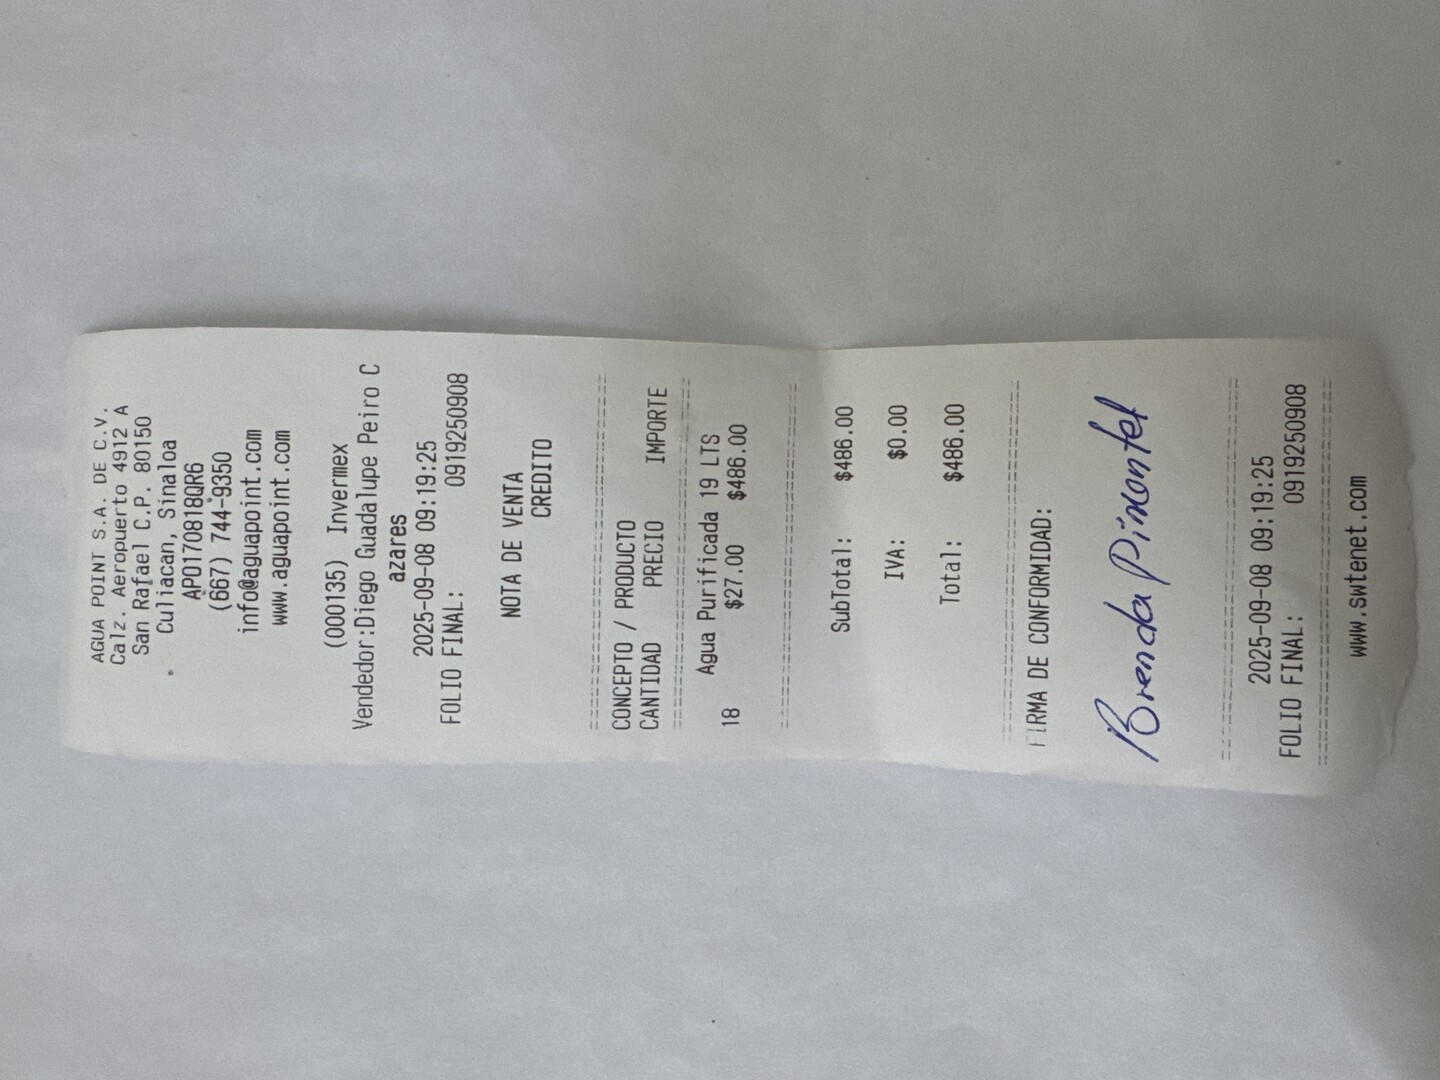 AGUA POINT S.A. DE C.V.
Calz. Aeropuerto 4912 A
San Rafael C.P. 80150
Culiacan, Sinaloa
APO170818QR6
(667) 744-9350
info@aguapoint.com
www.aguapoint.com
(000135) Invermex
Vendedor:Diego Guadalupe Peiro C
azares
2025-09-08 09:19:25
FOLIO FINAL: 0919250908
NOTA DE VENTA
CREDITO
CONCEPTO / PRODUCTO
CANTIDAD PRECIO IMPORTE
Agua Purificada 19 LTS
18 $27.00 $486.00
SubTotal: $486.00
IVA: $0.00
Total: $486.00
FIRMA DE CONFORMIDAD:
Brenda Pimentel
2025-09-08 09:19:25
FOLIO FINAL: 0919250908
www.swtenet.com